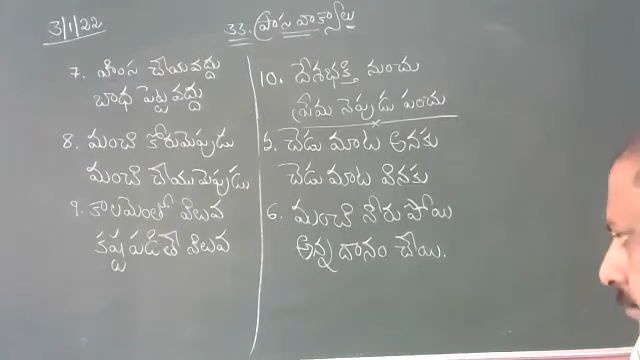 3/1/22
33. ప్రాస వాక్యాలు
7. హింస చేయవద్దు
బాధ పెట్టవద్దు
8. మంచి కోరుమెపుడు
మంచి చేయుమెపుడు
9. కాలమెంతో విలువ
కష్టపడితే విలువ
10. దేశభక్తి నుంచు
ప్రేమ నెపుడు పంచు
5. చెడు మాట అనకు
చెడు మాట వినకు
6. మంచి నీరు పోయి
అన్నదానం చేయి.